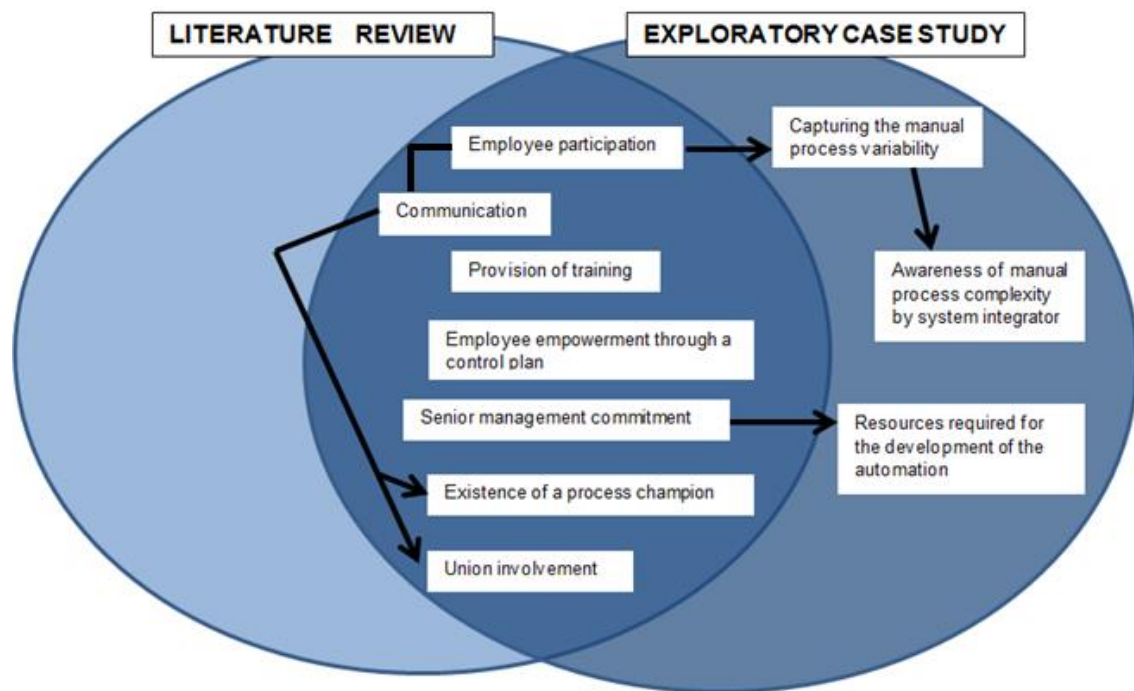 LITERATURE REVIEW
EXPLORATORY CASE STUDY
Employee participation
Capturing the manual
process variability
Communication
Provision of training
Awareness of manual
process complexity
by system integrator
Employee empowerment through a
control plan
Senior management commitment
Resources required for
the development of the
automation
Existence of a process champion
Union involvement